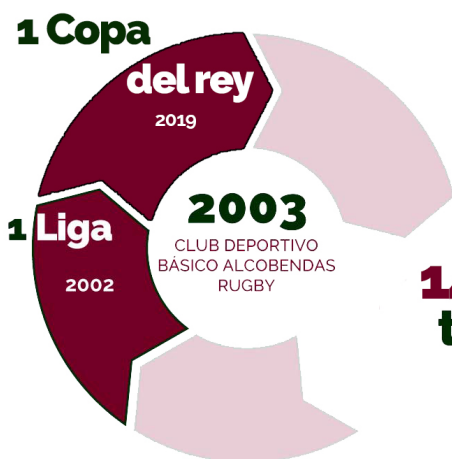 1 Copa
del rey
2019
1 Liga
2002
2003
CLUB DEPORTIVO
BÁSICO ALCOBENDAS
RUGBY